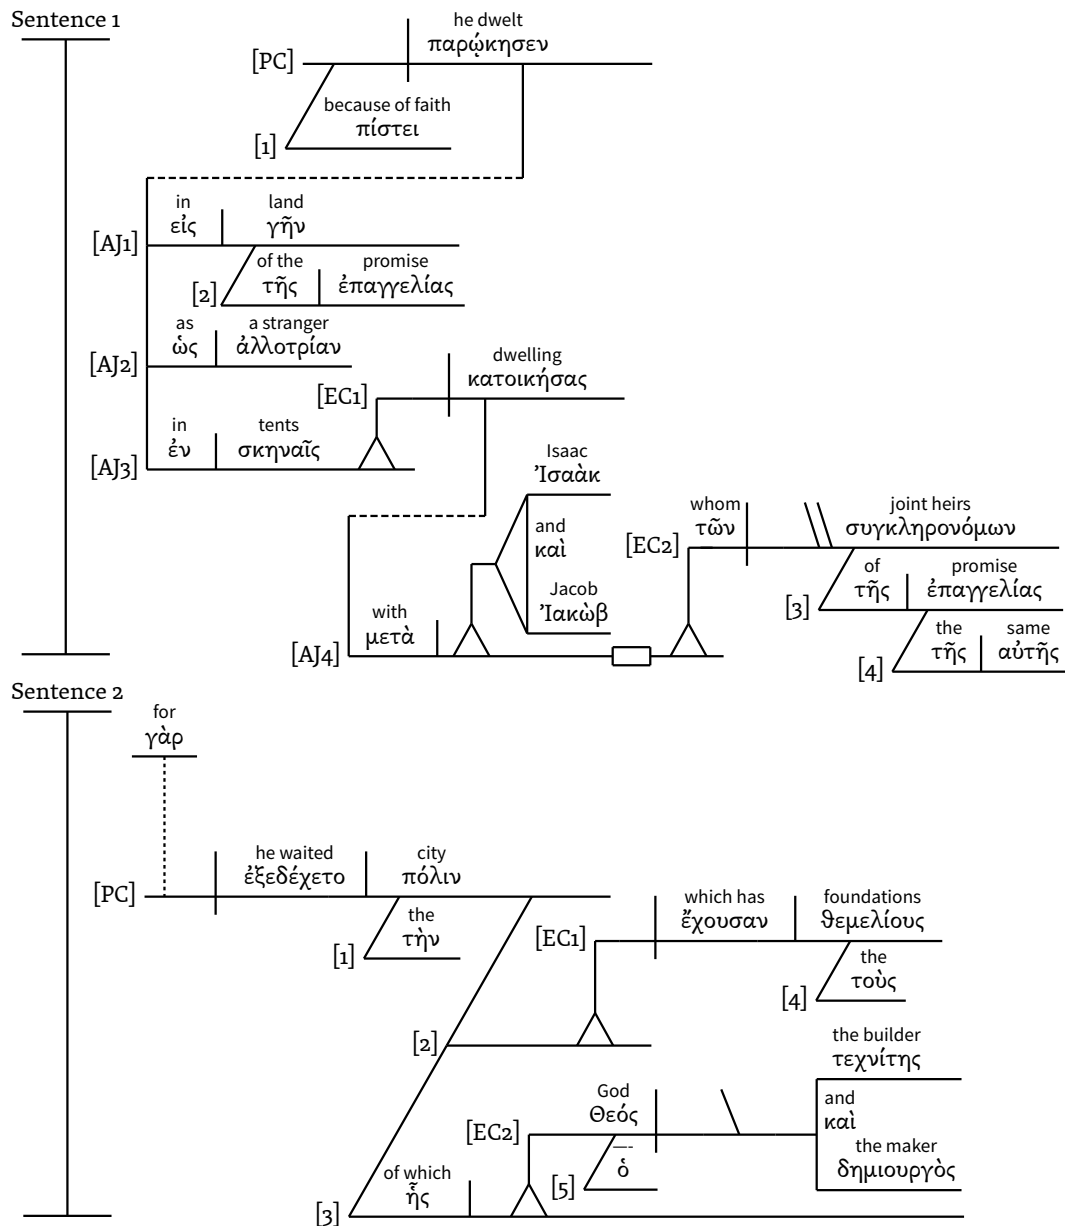 Sentence 1
he dwelt
παρῴκησεν
[PC]
because of faith
πίστει
[1]
in land
εἰς γῆν
[AJ1]
of the promise
τῆς ἐπαγγελίας
[2]
as a stranger
ὡς ἀλλοτρίαν
[AJ2]
dwelling
κατοικήσας
[EC1]
in tents
ἐν σκηναῖς
[AJ3]
Isaac
Ἰσαὰκ
and
καὶ
Jacob
Ἰακὼβ
whom joint heirs
τῶν συγκληρονόμων
[EC2]
of promise
τῆς ἐπαγγελίας
[3]
with
μετὰ
[AJ4]
the same
τῆς αὐτῆς
[4]
Sentence 2
for
γὰρ
he waited city
ἐξεδέχετο πόλιν
[PC]
the
τὴν
[1]
which has foundations
ἔχουσαν θεμελίους
[EC1]
the
τοὺς
[4]
[2]
the builder
τεχνίτης
and
καὶ
the maker
δημιουργὸς
God
Θεός
[EC2]
—-
ὁ
[5]
of which
ἧς
[3]